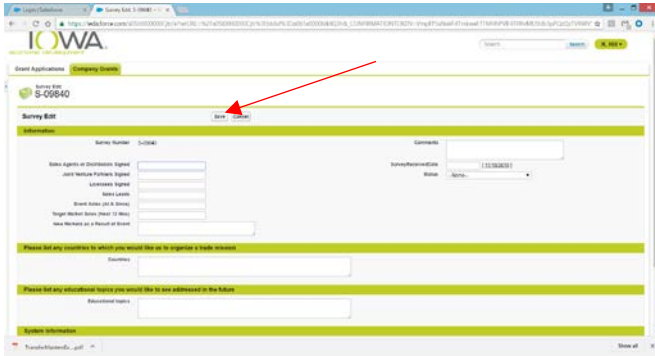 Login | Salesforce
Survey Edit: S-09840
IOWA
economic development
Search
Grant Applications Company Grants
Survey Edit
S-09840
Survey Edit
Save Cancel
Information
Survey Number S-09840
Comments
Sales Agents or Distributors Signed
Joint Venture Partners Signed
Licensees Signed
Sales Leads
Event Sales (At & Show)
Target Market Sales (Next 12 Mos)
New Markets as a Result of Event
SurveyReceivedDate
Status --None--
Please list any countries to which you would like us to organize a trade mission
Countries
Please list any educational topics you would like to see addressed in the future
Educational topics
System Information
Show all